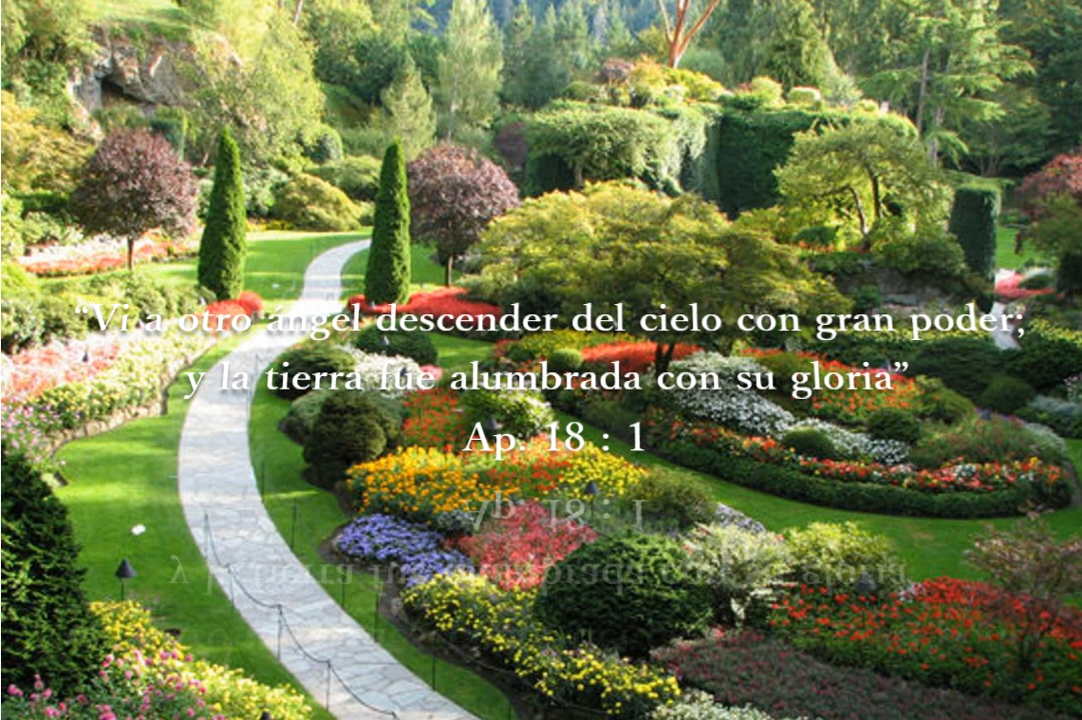 “Vi a otro ángel descender del cielo con gran poder;
y la tierra fue alumbrada con su gloria”
Ap. 18 : 1